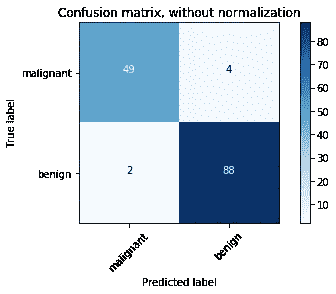 Confusion matrix, without normalization
True label
malignant
benign
49
4
2
88
malignant
benign
Predicted label
80
70
60
50
40
30
20
10